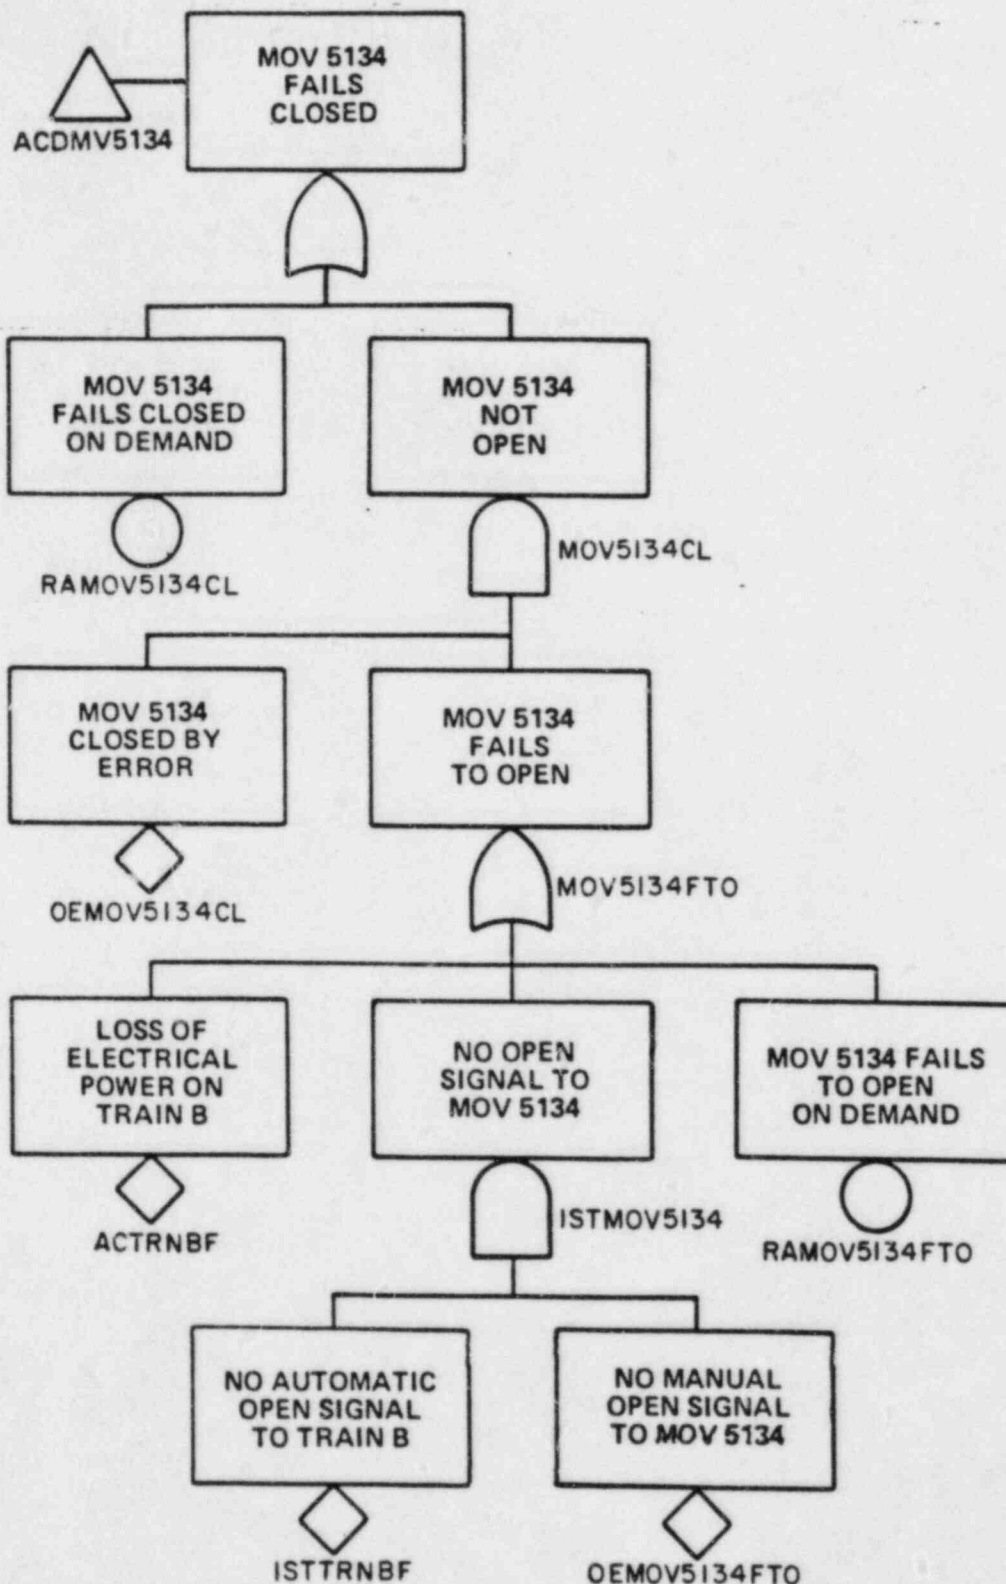 MOV 5134
FAILS
CLOSED
ACDMV5134
MOV 5134
FAILS CLOSED
ON DEMAND
MOV 5134
NOT
OPEN
RAMOV5134CL
MOV5134CL
MOV 5134
CLOSED BY
ERROR
MOV 5134
FAILS
TO OPEN
OEMOV5134CL
MOV5134FTO
LOSS OF
ELECTRICAL
POWER ON
TRAIN B
NO OPEN
SIGNAL TO
MOV 5134
MOV 5134 FAILS
TO OPEN
ON DEMAND
ACTRNBF
ISTMOV5134
RAMOV5134FTO
NO AUTOMATIC
OPEN SIGNAL
TO TRAIN B
NO MANUAL
OPEN SIGNAL
TO MOV 5134
ISTTRNBF
OEMOV5134FTO